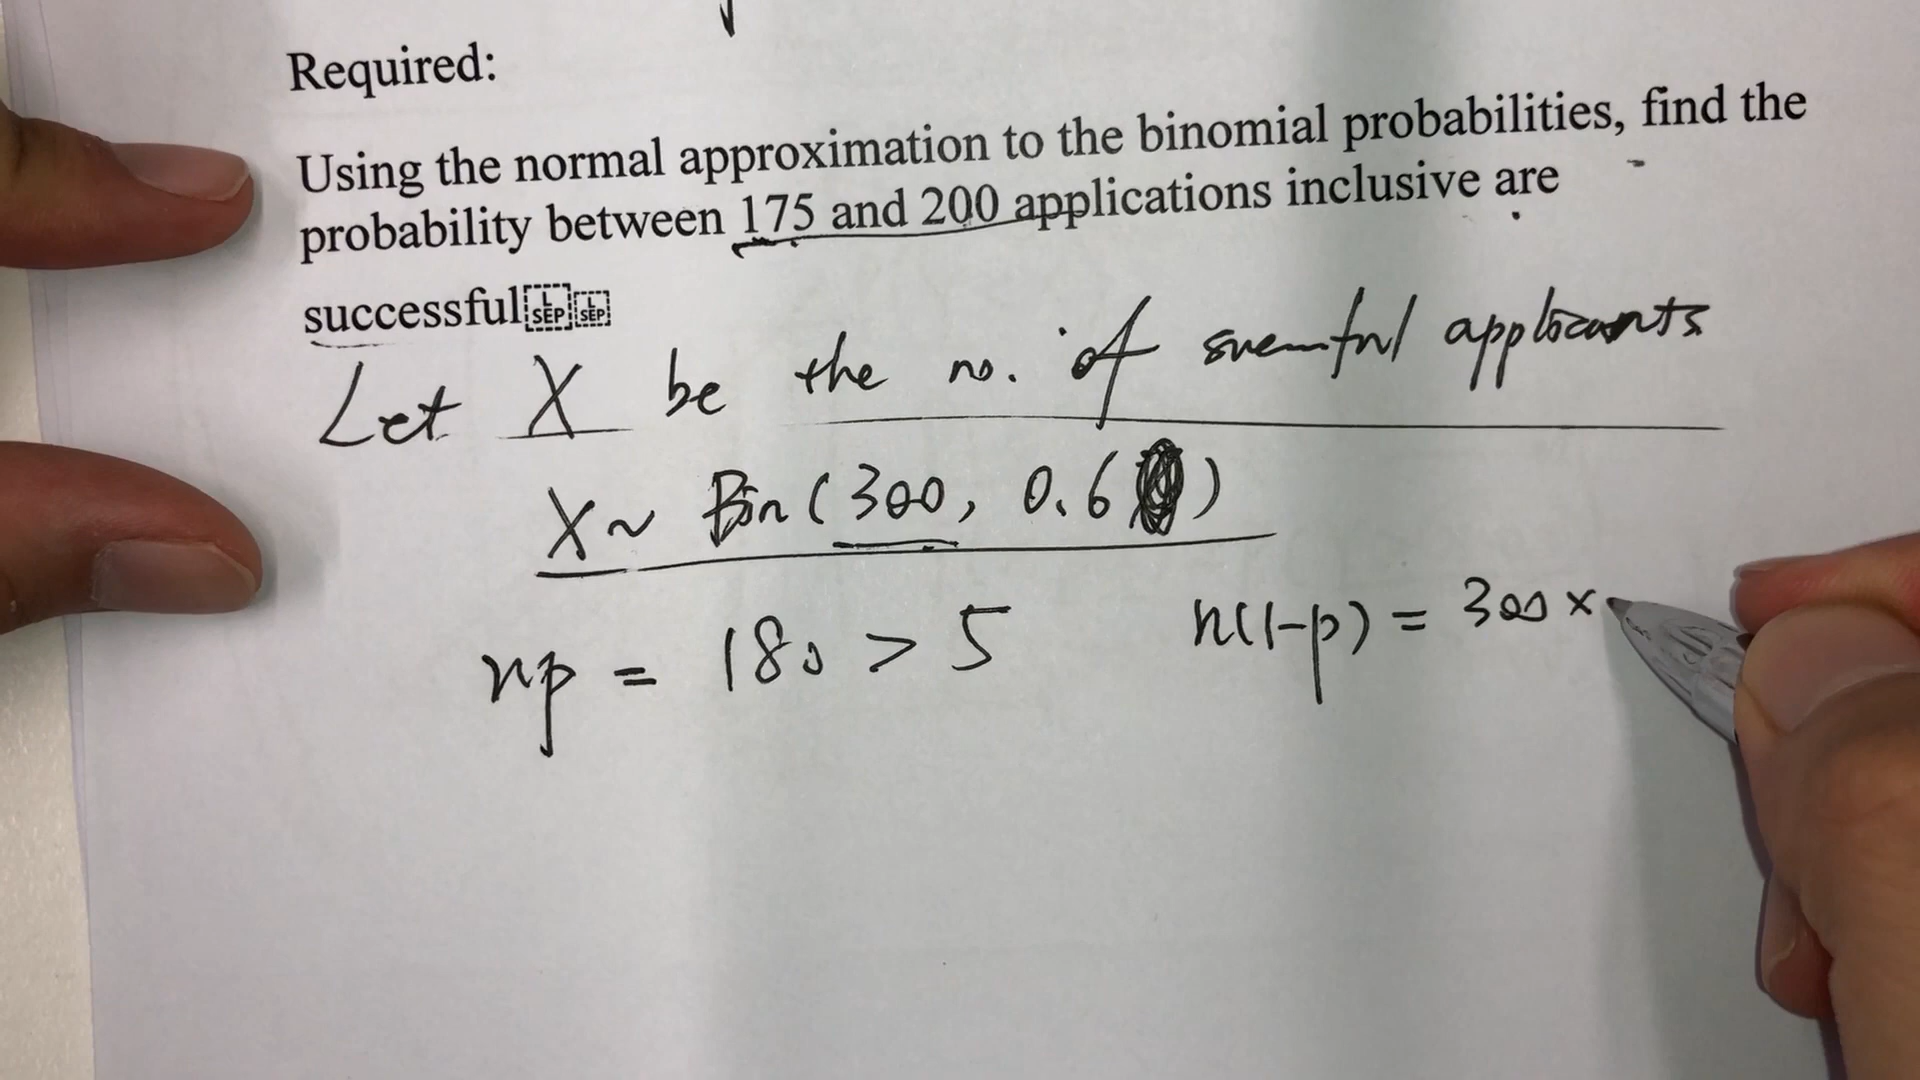 Required:
Using the normal approximation to the binomial probabilities, find the
probability between 175 and 200 applications inclusive are
successful
Let X be the no. of successful applicants
X ~ Bin (300, 0.6 )
np = 180 > 5 n(1-p) = 300 x